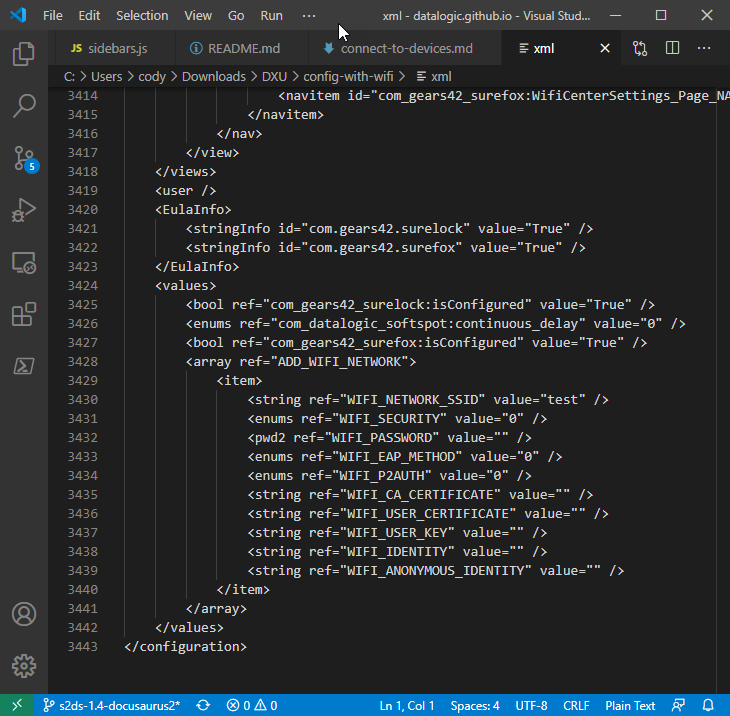 File Edit Selection View Go Run ··· xml - datalogic.github.io - Visual Stud...
JS sidebars.js README.md connect-to-devices.md xml
C: > Users > cody > Downloads > DXU > config-with-wifi > xml
3414 <navitem id="com_gears42_surefox:WifiCenterSettings_Page_NA
3415 </navitem>
3416 </nav>
3417 </view>
3418 </views>
3419 <user />
3420 <EulaInfo>
3421 <stringInfo id="com.gears42.surelock" value="True" />
3422 <stringInfo id="com.gears42.surefox" value="True" />
3423 </EulaInfo>
3424 <values>
3425 <bool ref="com_gears42_surelock:isConfigured" value="True" />
3426 <enums ref="com_datalogic_softspot:continuous_delay" value="0" />
3427 <bool ref="com_gears42_surefox:isConfigured" value="True" />
3428 <array ref="ADD_WIFI_NETWORK">
3429 <item>
3430 <string ref="WIFI_NETWORK_SSID" value="test" />
3431 <enums ref="WIFI_SECURITY" value="0" />
3432 <pwd2 ref="WIFI_PASSWORD" value="" />
3433 <enums ref="WIFI_EAP_METHOD" value="0" />
3434 <enums ref="WIFI_P2AUTH" value="0" />
3435 <string ref="WIFI_CA_CERTIFICATE" value="" />
3436 <string ref="WIFI_USER_CERTIFICATE" value="" />
3437 <string ref="WIFI_USER_KEY" value="" />
3438 <string ref="WIFI_IDENTITY" value="" />
3439 <string ref="WIFI_ANONYMOUS_IDENTITY" value="" />
3440 </item>
3441 </array>
3442 </values>
3443 </configuration>
5
s2ds-1.4-docusaurus2* 0 0 Ln 1, Col 1 Spaces: 4 UTF-8 CRLF Plain Text